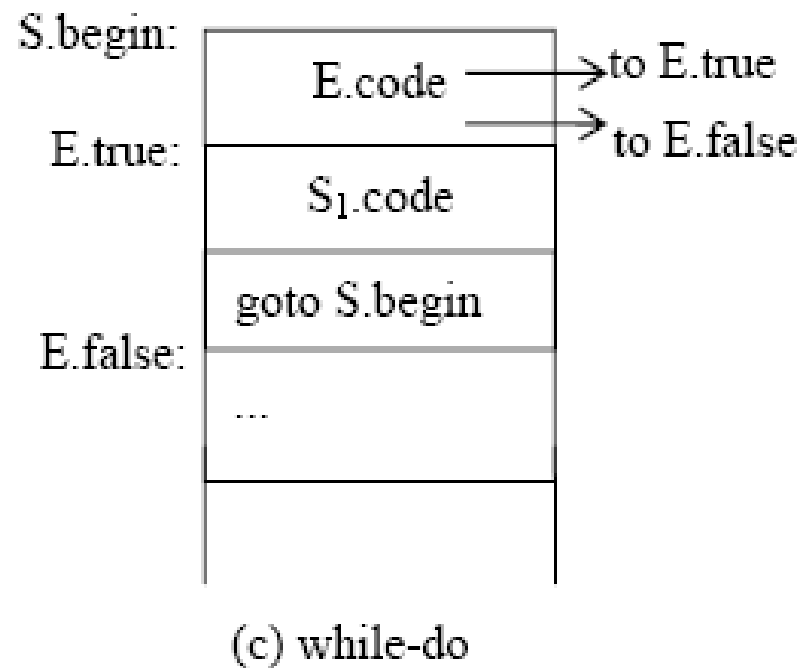 S.begin:
E.code
to E.true
to E.false
E.true:
S₁.code
goto S.begin
E.false:
...
(c) while-do